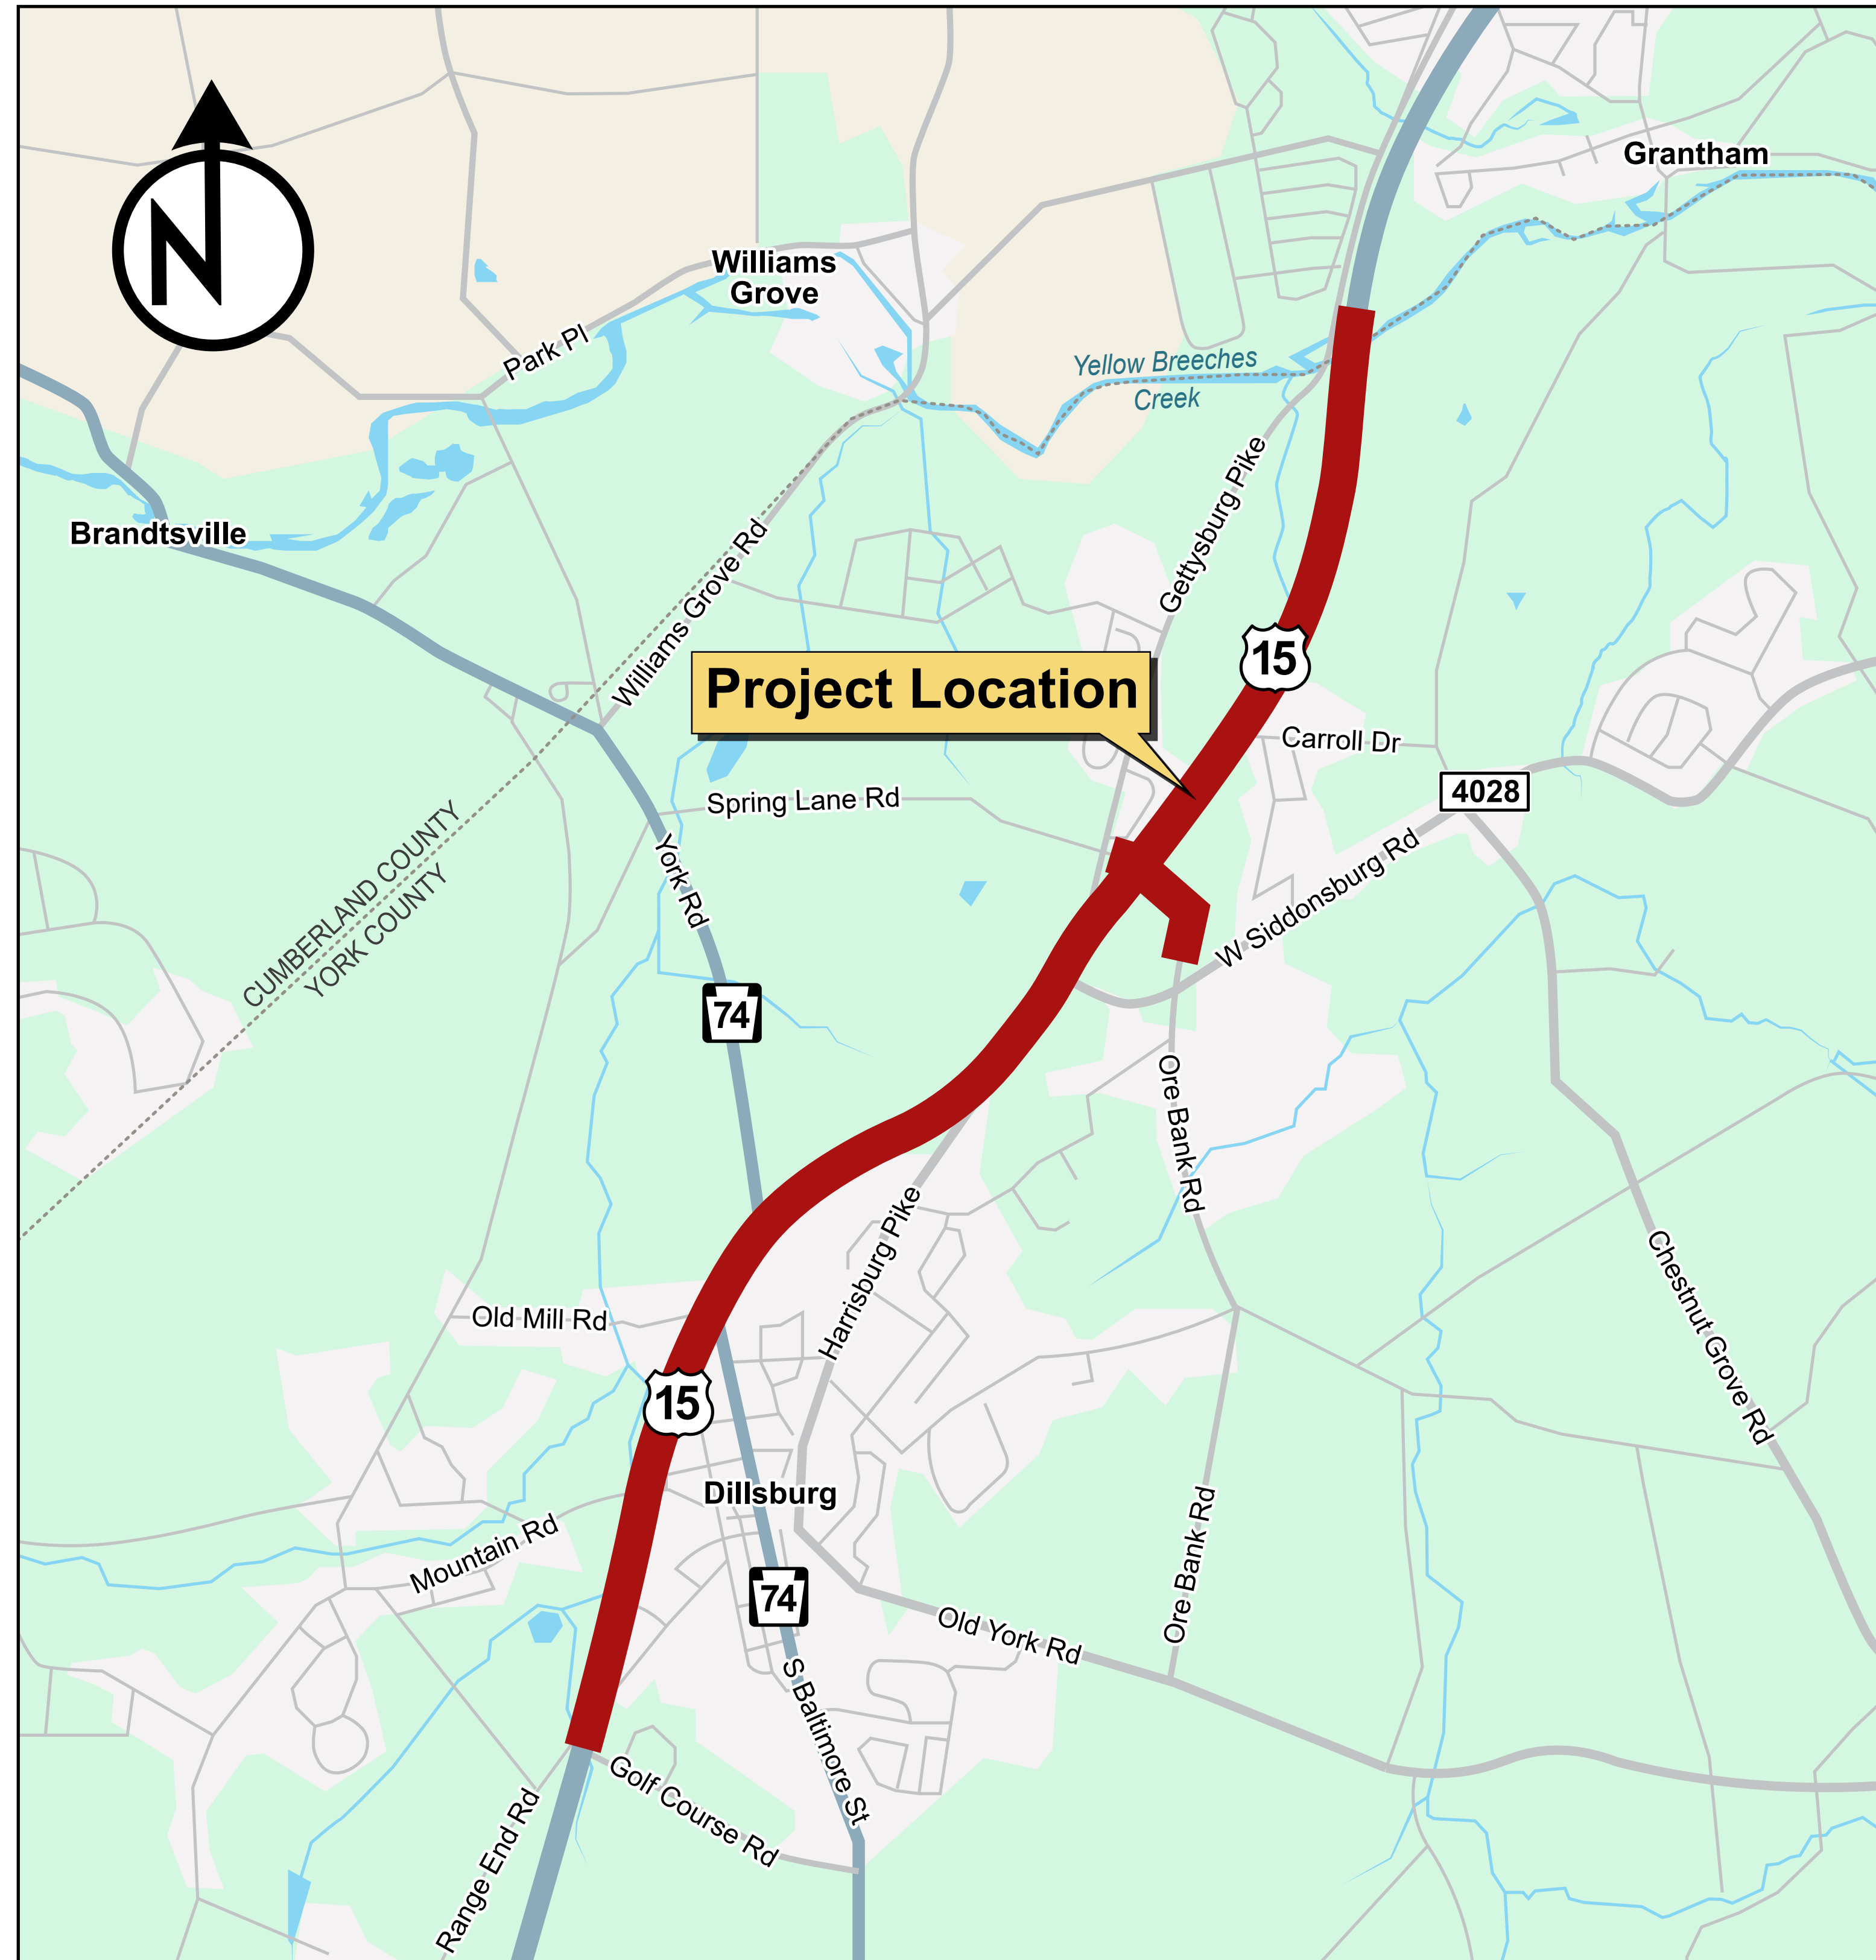 Grantham
N
Williams
Grove
Park Pl
Yellow Breeches
Creek
Gettysburg Pike
Brandtsville
Williams Grove Rd
15
Project Location
Carroll Dr
4028
Spring Lane Rd
W Siddonsburg Rd
York Rd
CUMBERLAND COUNTY
YORK COUNTY
74
Ore Bank Rd
Harrisburg Pike
Chestnut Grove Rd
Old Mill Rd
15
Dillsburg
Mountain Rd
Ore Bank Rd
74
Old York Rd
S Baltimore St
Golf Course Rd
Range End Rd